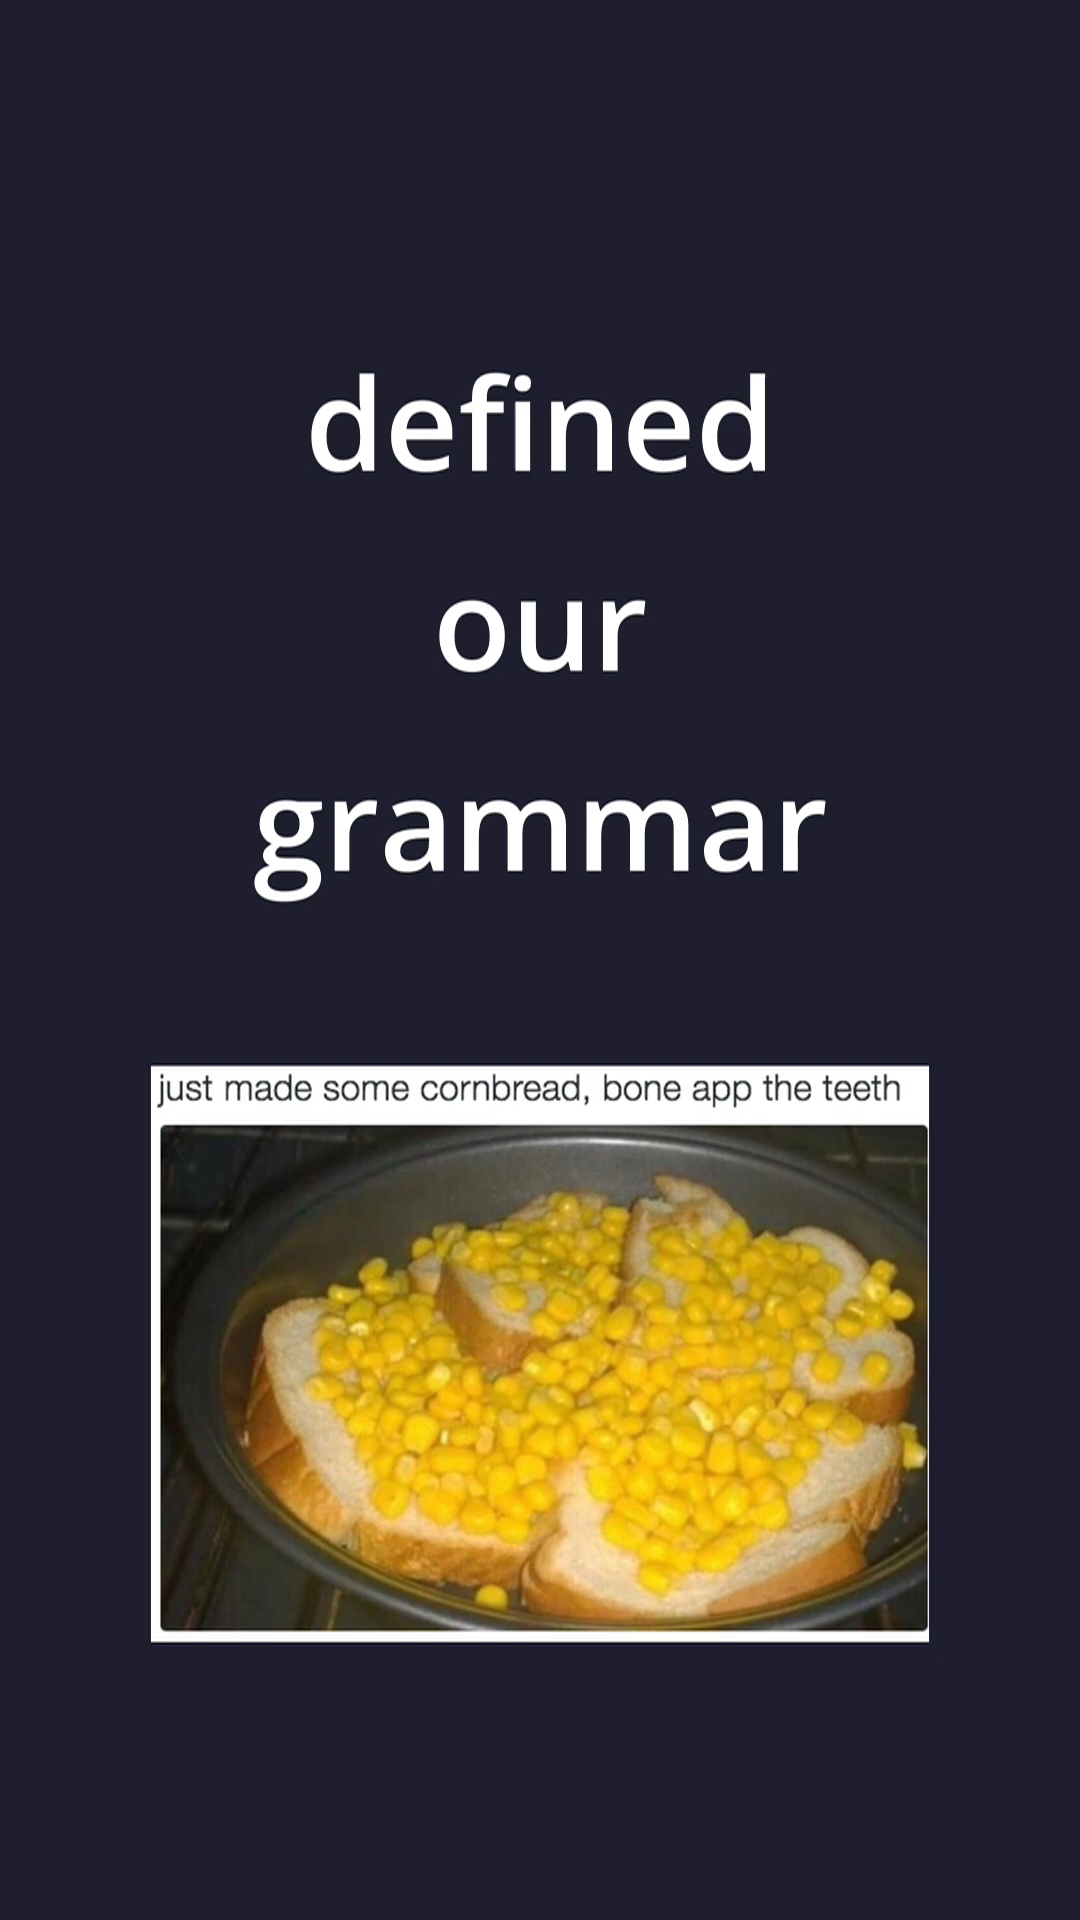 defined
our
grammar
just made some cornbread, bone app the teeth